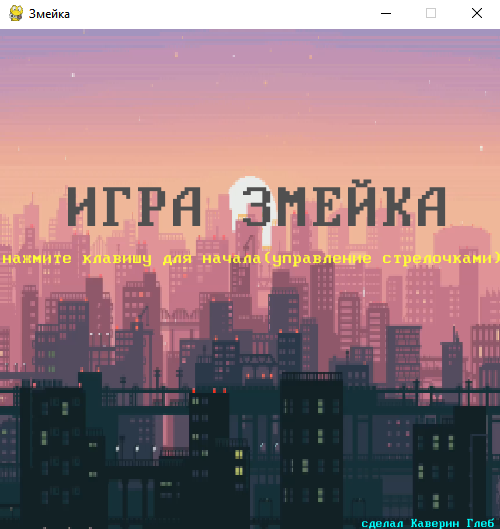 Змейка
ИГРА ЗМЕЙКА
нажмите клавишу для начала(управление стрелочками)
сделал Каверин Глеб